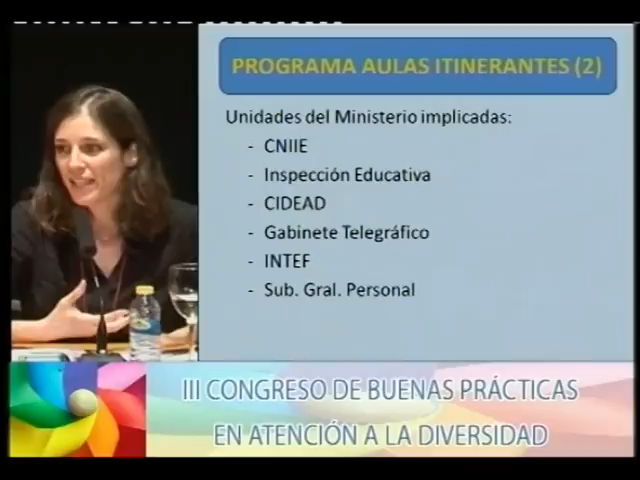 PROGRAMA AULAS ITINERANTES (2)
Unidades del Ministerio implicadas:
- CNIIE
- Inspección Educativa
- CIDEAD
- Gabinete Telegráfico
- INTEF
- Sub. Gral. Personal
III CONGRESO DE BUENAS PRÁCTICAS
EN ATENCIÓN A LA DIVERSIDAD